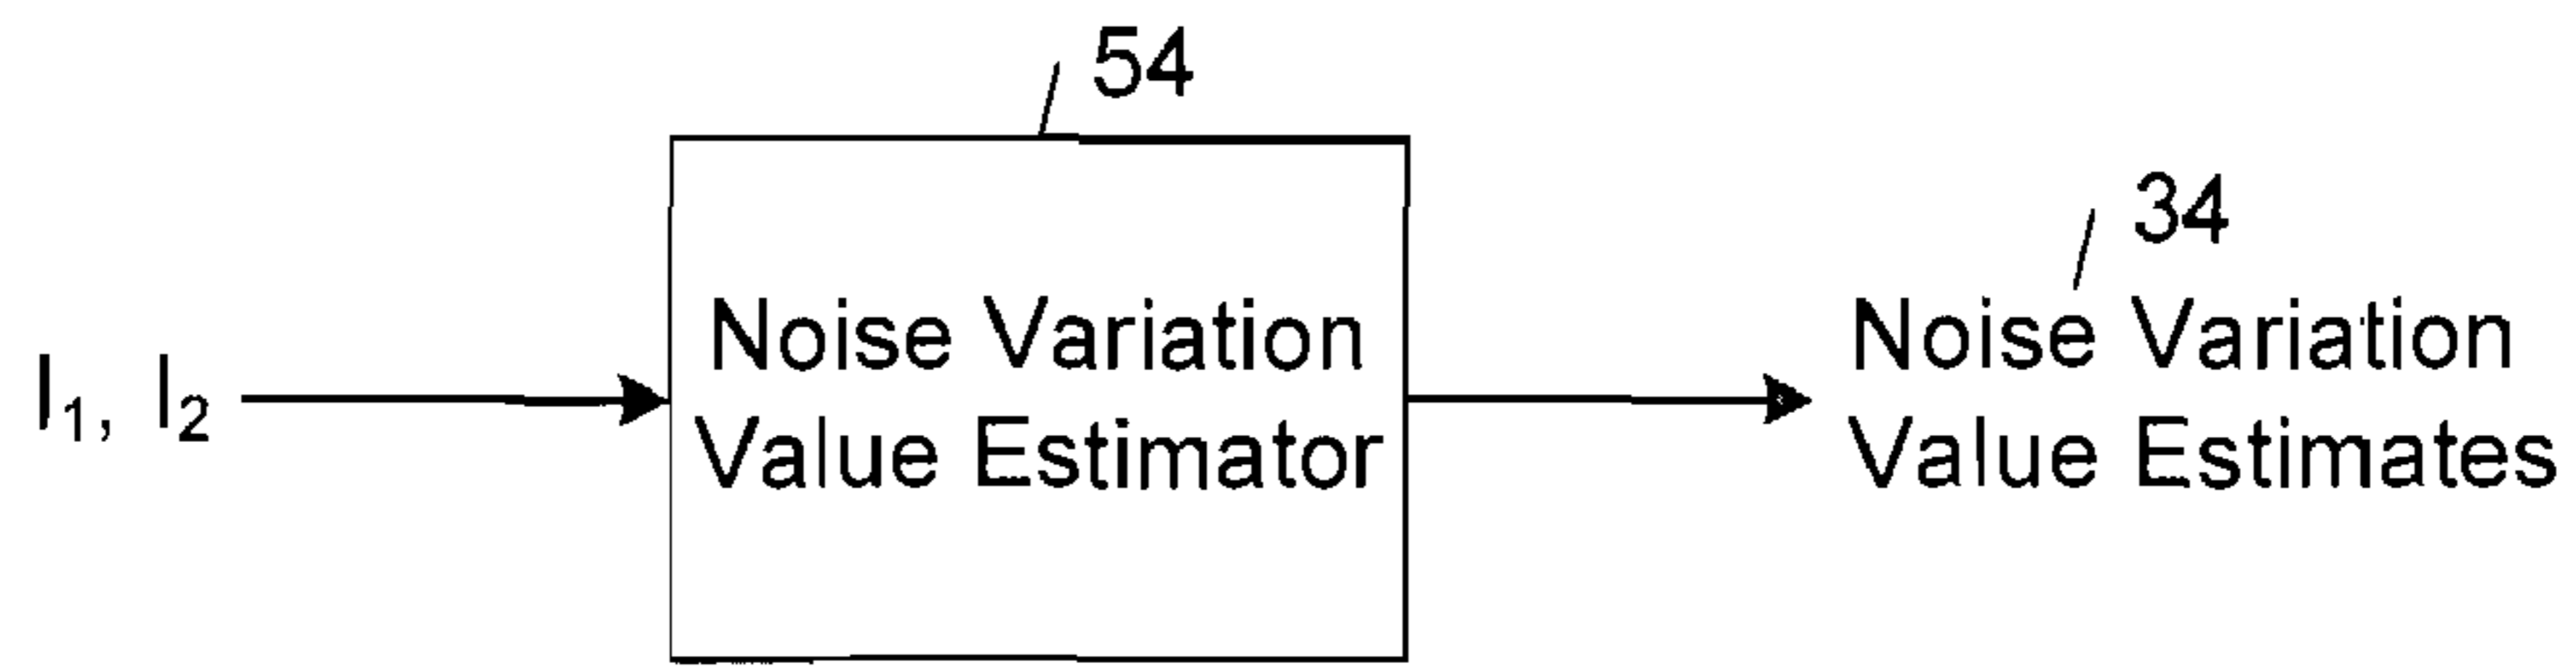 54
34
I₁, I₂
Noise Variation
Value Estimator
Noise Variation
Value Estimates